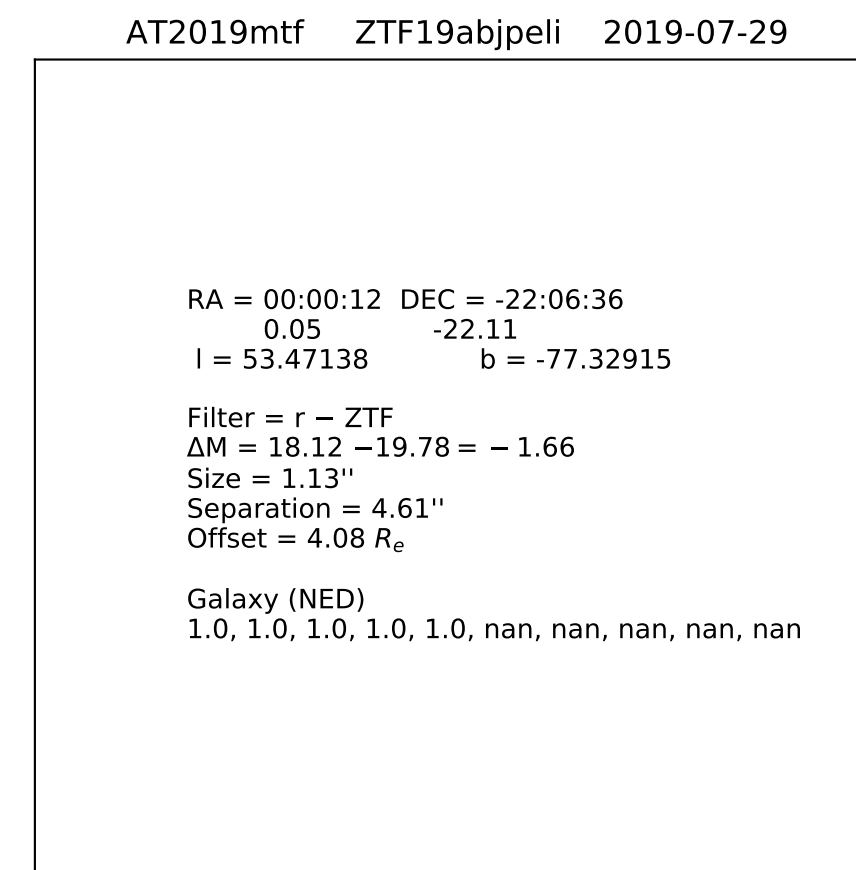 AT2019mtf ZTF19abjpeli 2019-07-29
RA = 00:00:12 DEC = -22:06:36
0.05 -22.11
l = 53.47138 b = -77.32915
Filter = r − ZTF
ΔM = 18.12 −19.78 = − 1.66
Size = 1.13''
Separation = 4.61''
Offset = 4.08 Re
Galaxy (NED)
1.0, 1.0, 1.0, 1.0, 1.0, nan, nan, nan, nan, nan